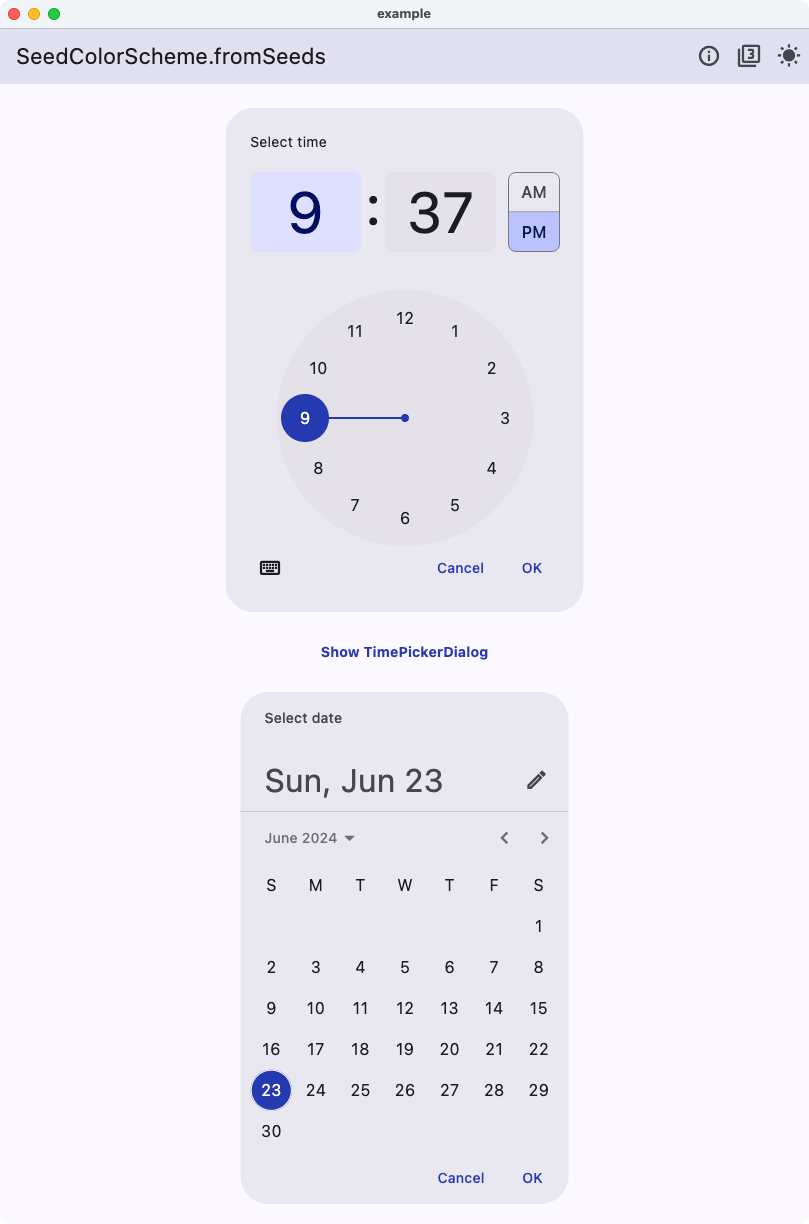 example
SeedColorScheme.fromSeeds
3
Select time
9 : 37
AM
PM
12
11 1
10 2
9 3
8 4
7 5
6
Cancel OK
Show TimePickerDialog
Select date
Sun, Jun 23
June 2024
S M T W T F S
1
2 3 4 5 6 7 8
9 10 11 12 13 14 15
16 17 18 19 20 21 22
23 24 25 26 27 28 29
30
Cancel OK